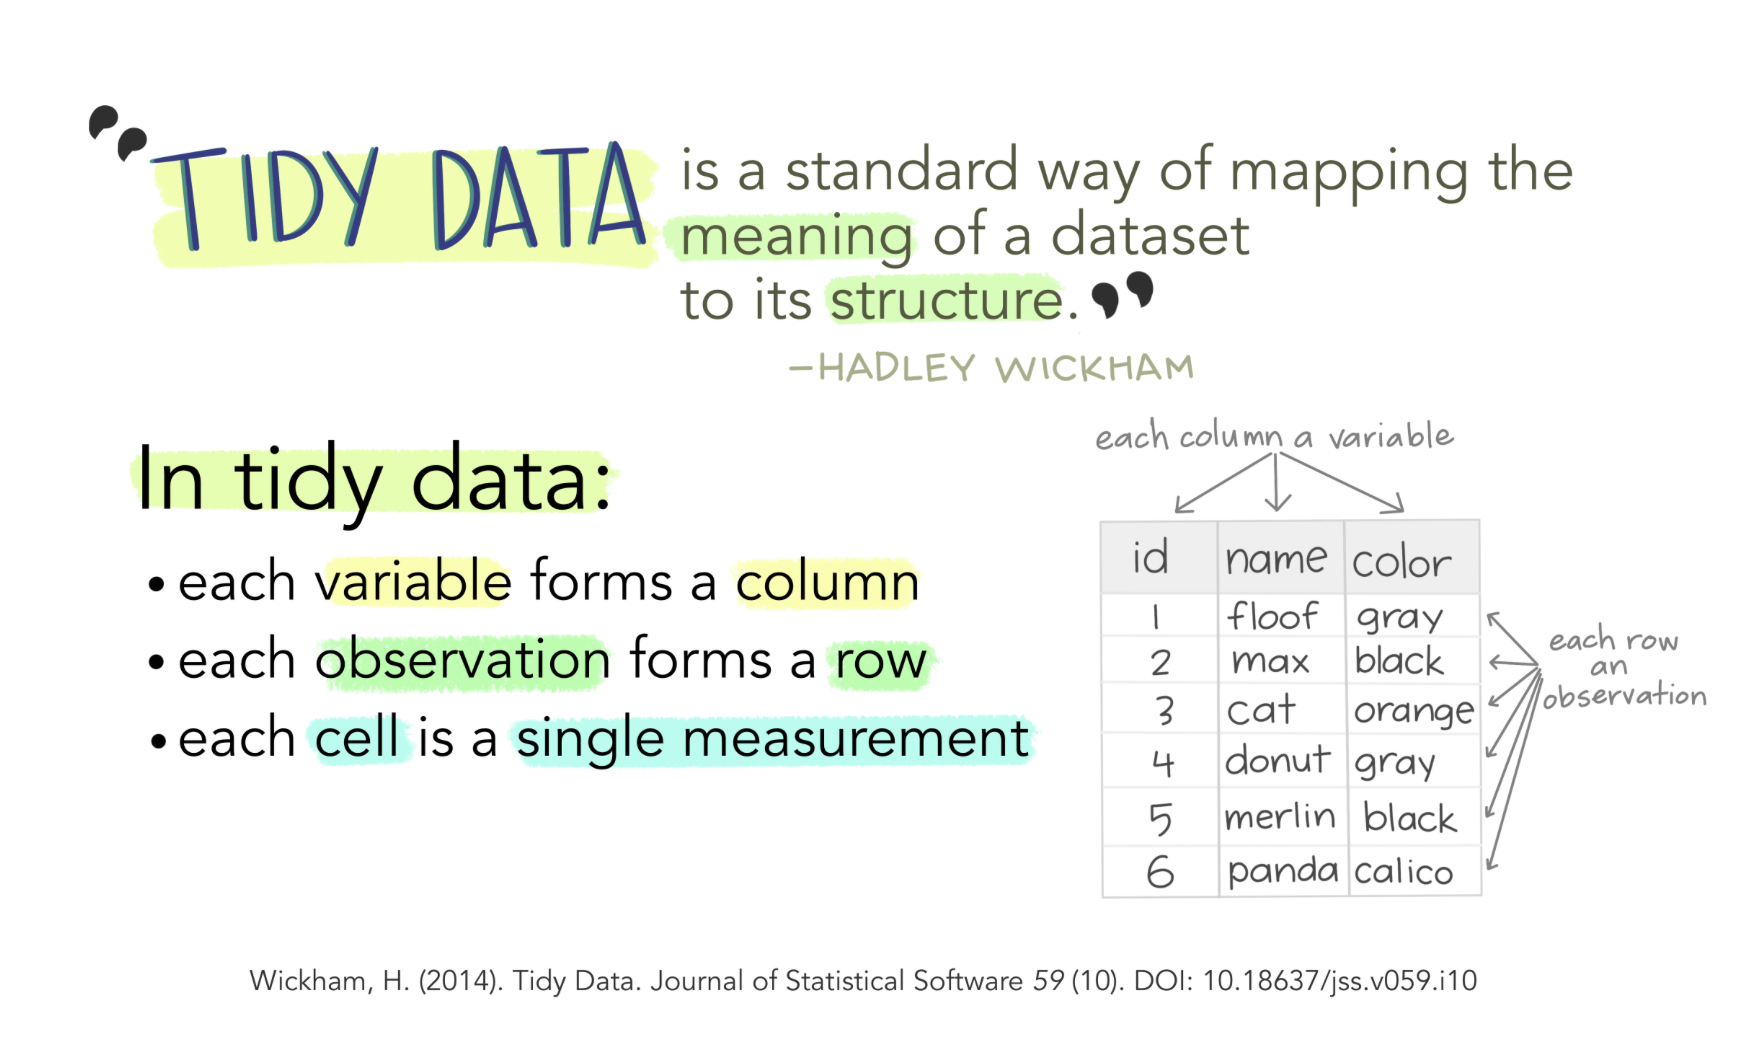 "TIDY DATA is a standard way of mapping the
meaning of a dataset
to its structure."
—HADLEY WICKHAM
In tidy data:
• each variable forms a column
• each observation forms a row
• each cell is a single measurement
each column a variable
id name color
1 floof gray
2 max black
3 cat orange
4 donut gray
5 merlin black
6 panda calico
each row
an
observation
Wickham, H. (2014). Tidy Data. Journal of Statistical Software 59 (10). DOI: 10.18637/jss.v059.i10